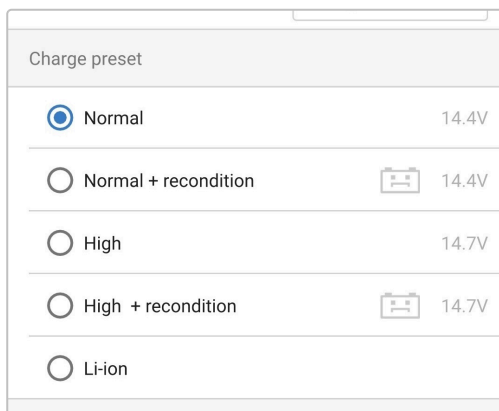 Charge preset
Normal 14.4V
Normal + recondition 14.4V
High 14.7V
High + recondition 14.7V
Li-ion